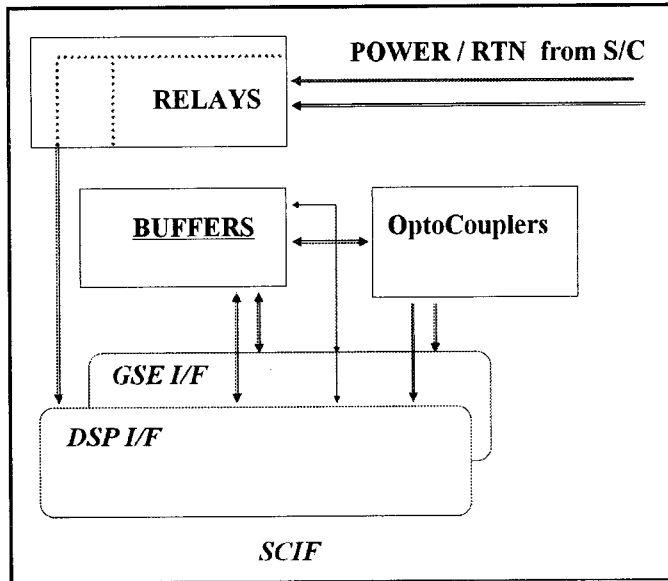 POWER / RTN from S/C
RELAYS
BUFFERS
OptoCouplers
GSE I/F
DSP I/F
SCIF